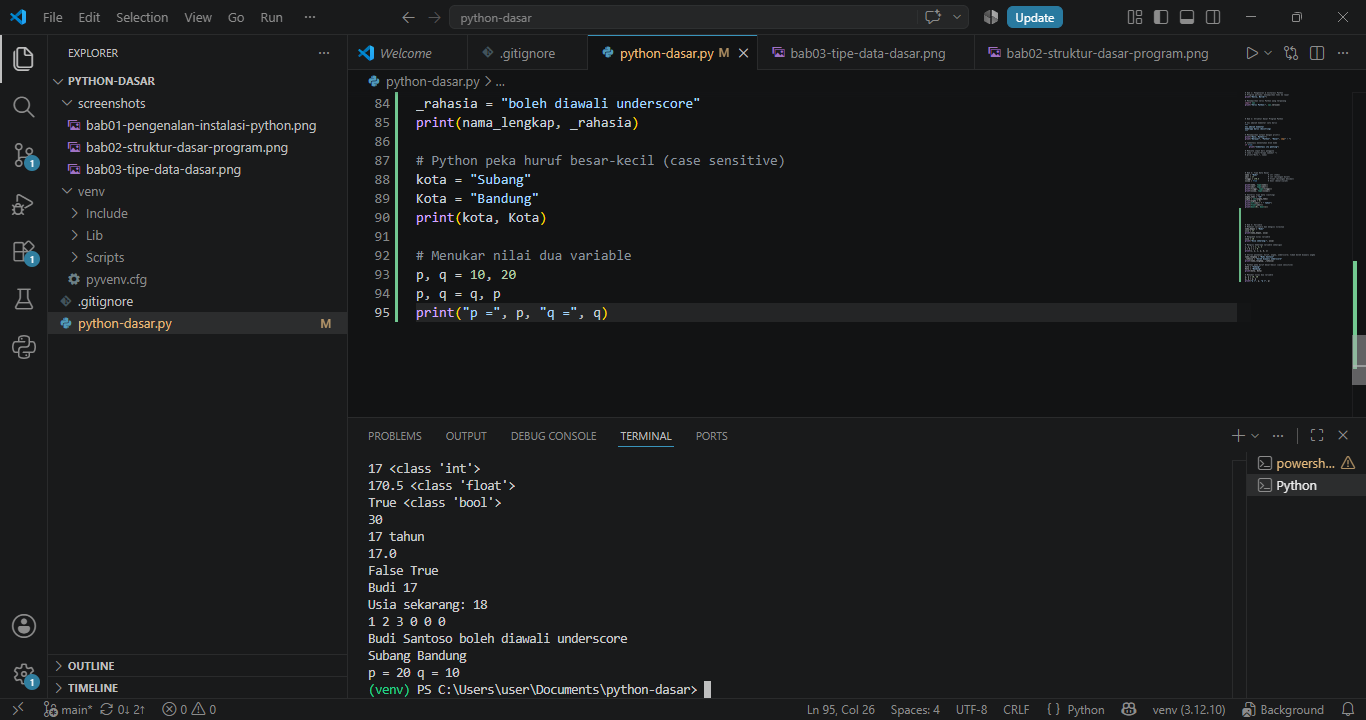 File Edit Selection View Go Run ··· python-dasar Update
EXPLORER ···
PYTHON-DASAR
screenshots
bab01-pengenalan-instalasi-python.png
bab02-struktur-dasar-program.png
bab03-tipe-data-dasar.png
venv
Include
Lib
Scripts
pyvenv.cfg
.gitignore
python-dasar.py M
OUTLINE
TIMELINE
Welcome .gitignore python-dasar.py M bab03-tipe-data-dasar.png bab02-struktur-dasar-program.png
python-dasar.py > ...
84 _rahasia = "boleh diawali underscore"
85 print(nama_lengkap, _rahasia)
86
87 # Python peka huruf besar-kecil (case sensitive)
88 kota = "Subang"
89 Kota = "Bandung"
90 print(kota, Kota)
91
92 # Menukar nilai dua variable
93 p, q = 10, 20
94 p, q = q, p
95 print("p =", p, "q =", q)
PROBLEMS OUTPUT DEBUG CONSOLE TERMINAL PORTS
17 <class 'int'>
170.5 <class 'float'>
True <class 'bool'>
30
17 tahun
17.0
False True
Budi 17
Usia sekarang: 18
1 2 3 0 0 0
Budi Santoso boleh diawali underscore
Subang Bandung
p = 20 q = 10
(venv) PS C:\Users\user\Documents\python-dasar>
powersh...
Python
1
1
1
main* 0↓ 2↑ 0 0 Ln 95, Col 26 Spaces: 4 UTF-8 CRLF { } Python venv (3.12.10) Background